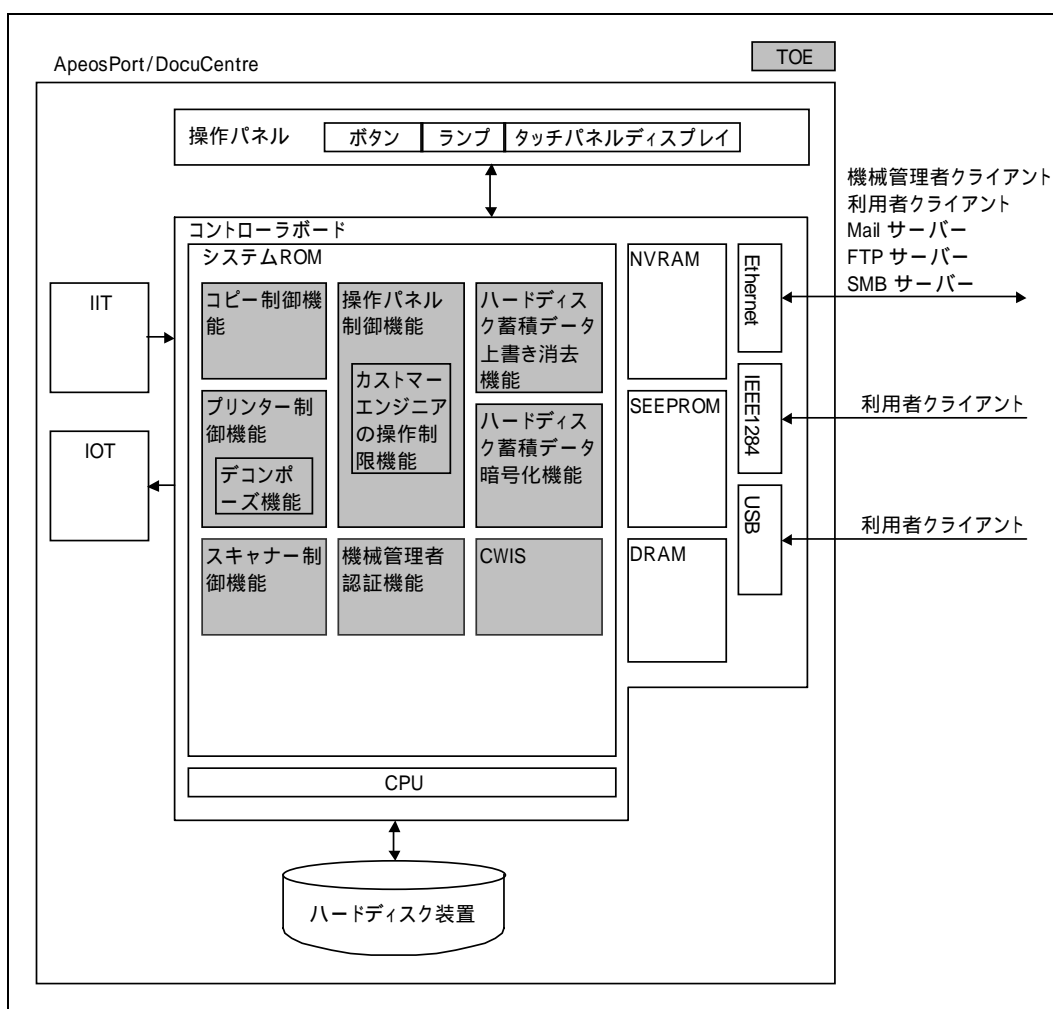 ApeosPort/DocuCentre
TOE
操作パネル
ボタン
ランプ
タッチパネルディスプレイ
機械管理者クライアント
利用者クライアント
Mail サーバー
FTP サーバー
SMB サーバー
コントローラボード
システムROM
コピー制御機
能
操作パネル
制御機能
カストマー
エンジニア
の操作制
限機能
ハードディス
ク蓄積データ
上書き消去
機能
プリンター制
御機能
デコンポ
ーズ機能
ハードディス
ク蓄積データ
暗号化機能
スキャナー制
御機能
機械管理者
認証機能
CWIS
NVRAM
SEEPROM
DRAM
Ethernet
IEEE1284
USB
利用者クライアント
利用者クライアント
IIT
IOT
CPU
ハードディスク装置